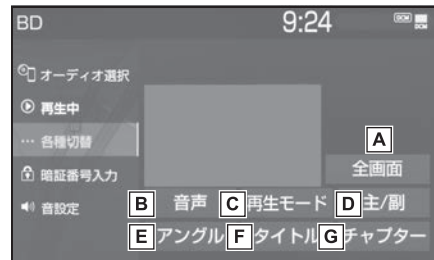 BD 9:24 DCM DCM
オーディオ選択
再生中
… 各種切替
A
全画面
暗証番号入力
B 音声 C 再生モード D 主/副
音設定
E アングル F タイトル G チャプター